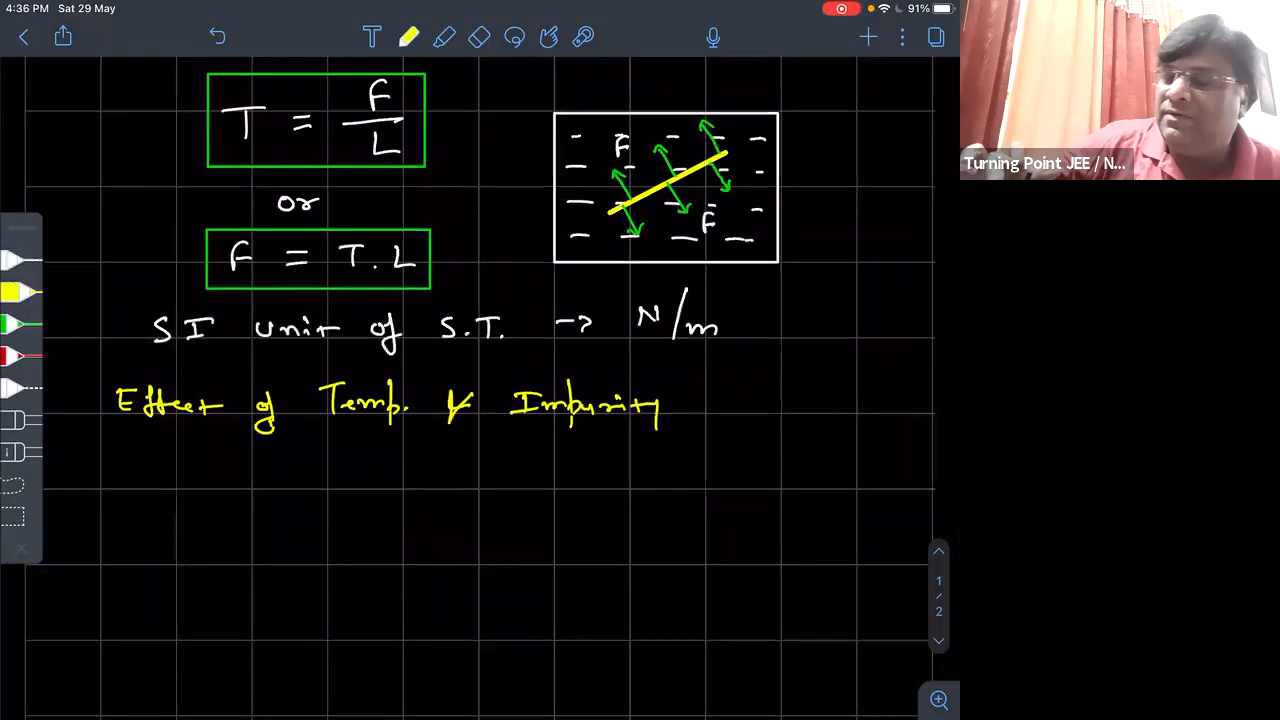 4:36 PM Sat 29 May
91%
T = F/L
or
F = T.L
F
F
SI unit of S.T. -> N/m
Effect of Temp. & Impurity
1
/
2
Turning Point JEE / N...